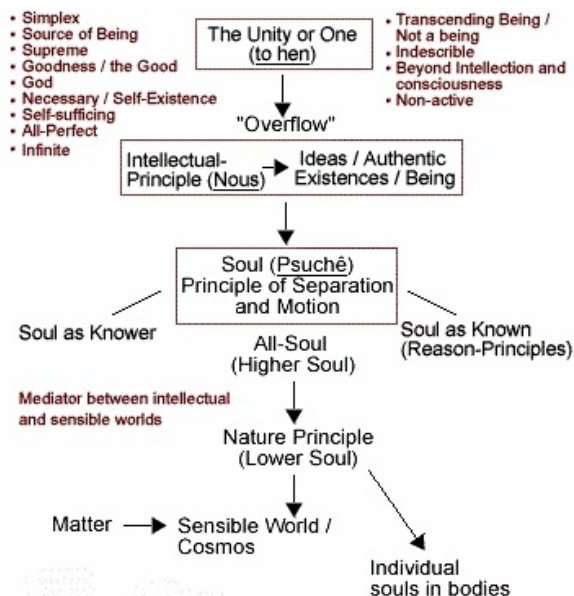 • Simplex
• Source of Being
• Supreme
• Goodness / the Good
• God
• Necessary / Self-Existence
• Self-sufficing
• All-Perfect
• Infinite
The Unity or One
(to hen)
• Transcending Being /
Not a being
• Indescrible
• Beyond Intellection and
consciousness
• Non-active
"Overflow"
Intellectual-
Principle (Nous)
Ideas / Authentic
Existences / Being
Soul (Psuchê)
Principle of Separation
and Motion
Soul as Knower
Soul as Known
(Reason-Principles)
All-Soul
(Higher Soul)
Mediator between intellectual
and sensible worlds
Nature Principle
(Lower Soul)
Matter
Sensible World /
Cosmos
Individual
souls in bodies